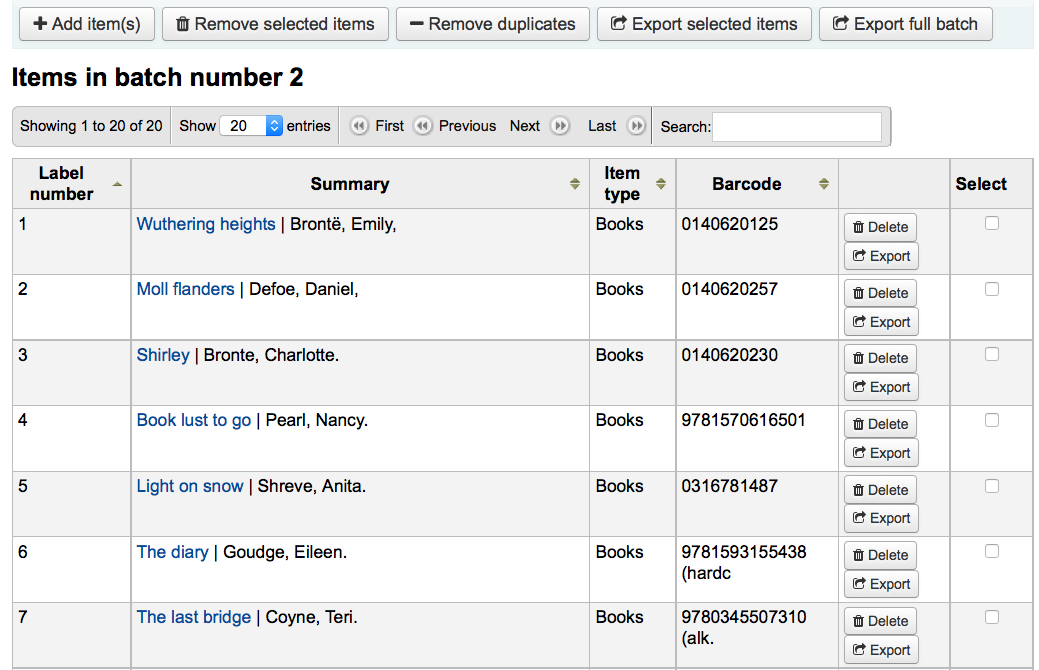 Add item(s) Remove selected items Remove duplicates Export selected items Export full batch
Items in batch number 2
Showing 1 to 20 of 20 Show 20 entries First Previous Next Last Search:
Label number Summary Item type Barcode Select
1 Wuthering heights | Brontë, Emily, Books 0140620125 Delete
Export
2 Moll flanders | Defoe, Daniel, Books 0140620257 Delete
Export
3 Shirley | Bronte, Charlotte. Books 0140620230 Delete
Export
4 Book lust to go | Pearl, Nancy. Books 9781570616501 Delete
Export
5 Light on snow | Shreve, Anita. Books 0316781487 Delete
Export
6 The diary | Goudge, Eileen. Books 9781593155438 Delete
(hardc Export
7 The last bridge | Coyne, Teri. Books 9780345507310 Delete
(alk. Export